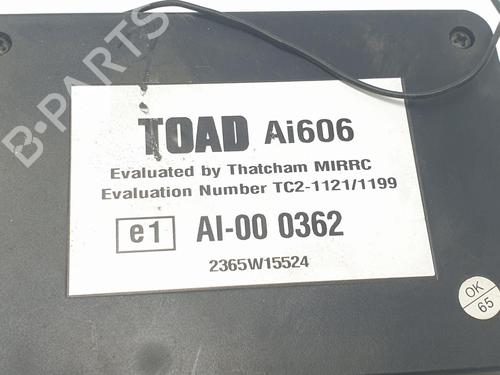 B-PARTS
TOAD Ai606
Evaluated by Thatcham MIRRC
Evaluation Number TC2-1121/1199
e1 AI-00 0362
2365W15524
OK
65